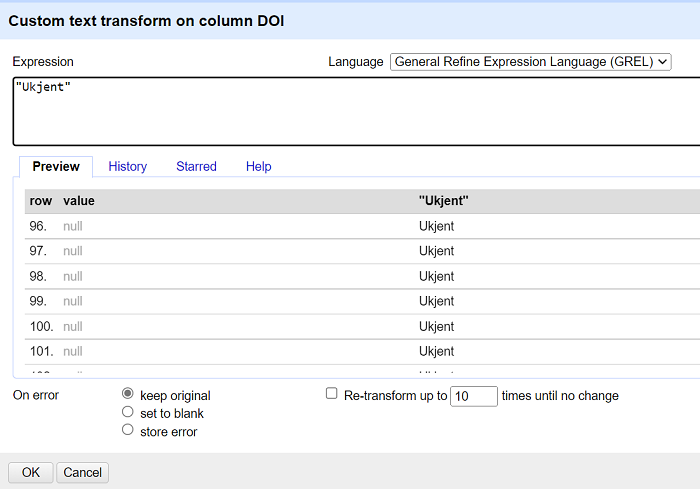 Custom text transform on column DOI
Expression Language General Refine Expression Language (GREL)
"Ukjent"
Preview History Starred Help
row value "Ukjent"
96. null Ukjent
97. null Ukjent
98. null Ukjent
99. null Ukjent
100. null Ukjent
101. null Ukjent
On error keep original Re-transform up to 10 times until no change
set to blank
store error
OK Cancel